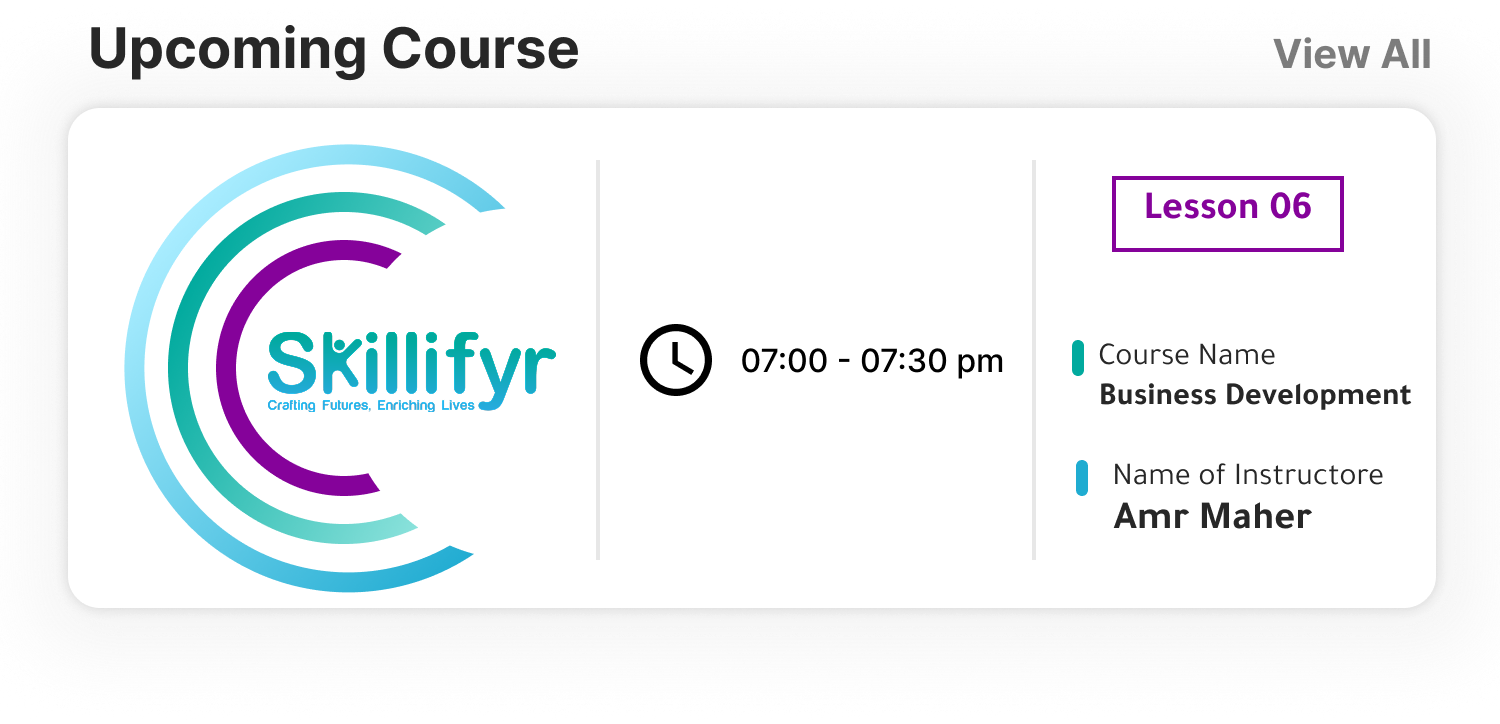 Upcoming Course
View All
Skillifyr
Crafting Futures, Enriching Lives
07:00 - 07:30 pm
Lesson 06
Course Name
Business Development
Name of Instructore
Amr Maher